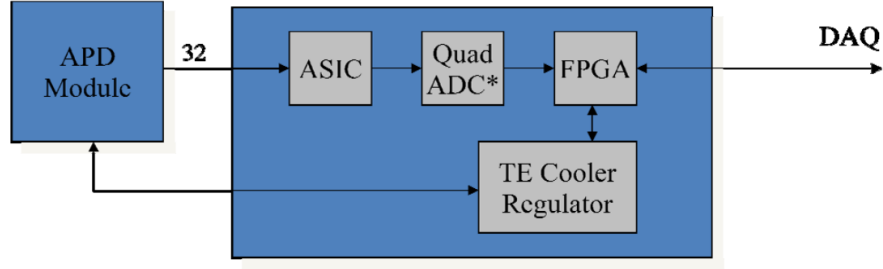 APD
Module
32
ASIC
Quad
ADC*
FPGA
DAQ
TE Cooler
Regulator